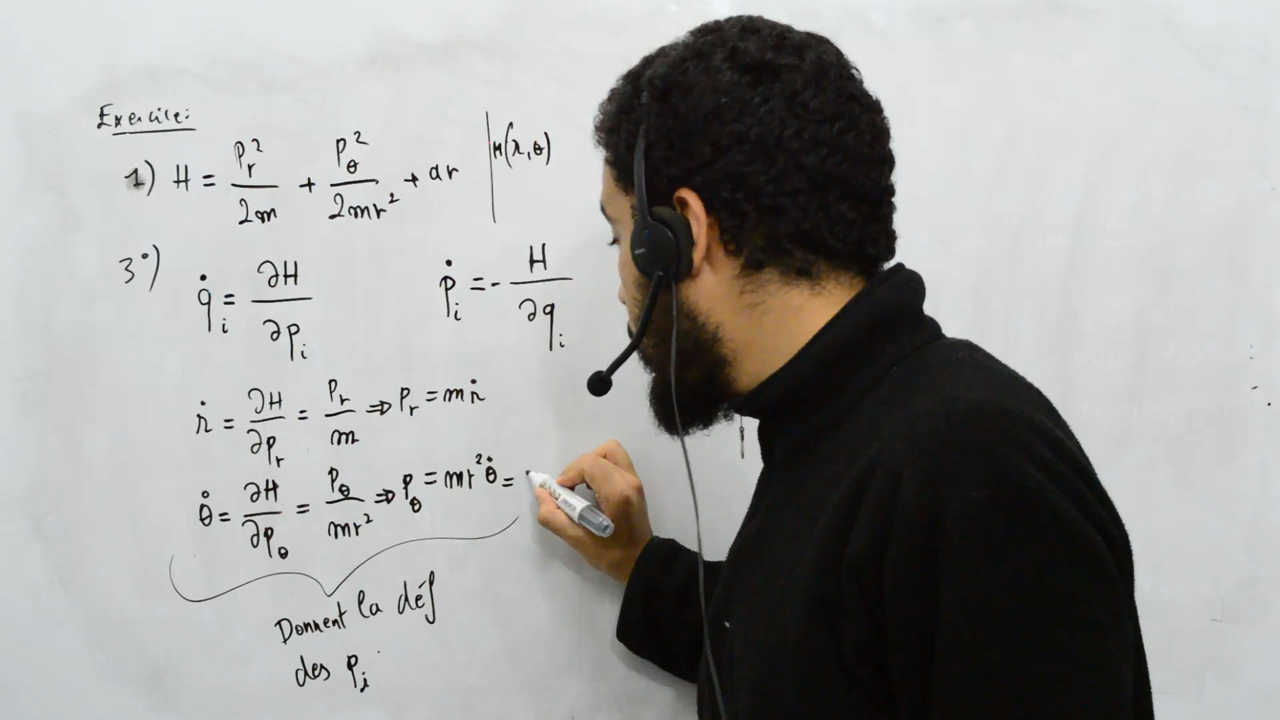 Exercice:
1) H = p_r²/2m + p_θ²/2mr² + ar | H(r,θ)
3°) q̇_i = ∂H/∂p_i ṗ_i = - H/∂q_i
ṙ = ∂H/∂p_r = p_r/m ⇒ p_r = mṙ
θ̇ = ∂H/∂p_θ = p_θ/mr² ⇒ p_θ = mr²θ̇ =
Donnent la déf
des p_i